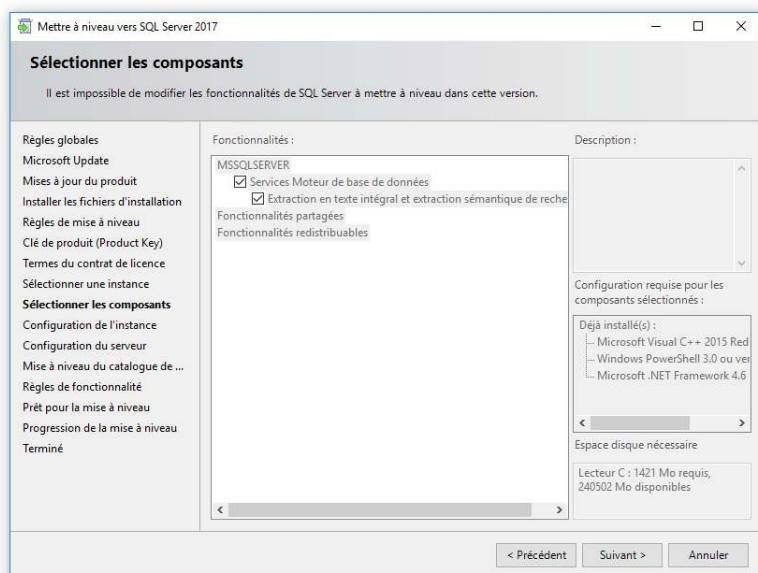 Mettre à niveau vers SQL Server 2017
Sélectionner les composants
Il est impossible de modifier les fonctionnalités de SQL Server à mettre à niveau dans cette version.
Règles globales
Microsoft Update
Mises à jour du produit
Installer les fichiers d'installation
Règles de mise à niveau
Clé de produit (Product Key)
Termes du contrat de licence
Sélectionner une instance
Sélectionner les composants
Configuration de l'instance
Configuration du serveur
Mise à niveau du catalogue de ...
Règles de fonctionnalité
Prêt pour la mise à niveau
Progression de la mise à niveau
Terminé
Fonctionnalités :
MSSQLSERVER
Services Moteur de base de données
Extraction en texte intégral et extraction sémantique de reche
Fonctionnalités partagées
Fonctionnalités redistribuables
Description :
Configuration requise pour les
composants sélectionnés :
Déjà installé(s) :
Microsoft Visual C++ 2015 Red
Windows PowerShell 3.0 ou ver
Microsoft .NET Framework 4.6
Espace disque nécessaire
Lecteur C : 1421 Mo requis,
240502 Mo disponibles
< Précédent
Suivant >
Annuler